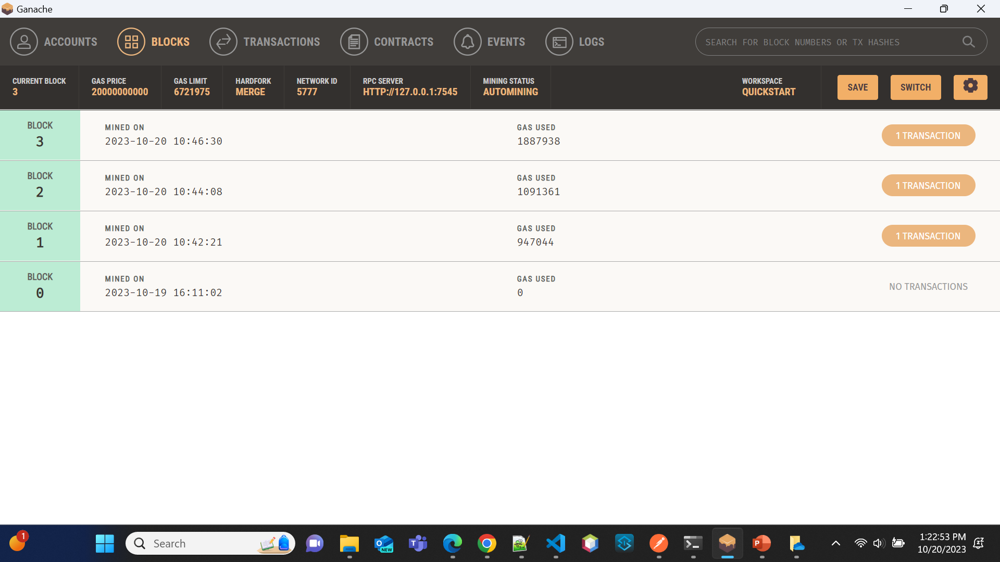 Ganache
ACCOUNTS BLOCKS TRANSACTIONS CONTRACTS EVENTS LOGS SEARCH FOR BLOCK NUMBERS OR TX HASHES
CURRENT BLOCK GAS PRICE GAS LIMIT HARDFORK NETWORK ID RPC SERVER MINING STATUS WORKSPACE
3 20000000000 6721975 MERGE 5777 HTTP://127.0.0.1:7545 AUTOMINING QUICKSTART SAVE SWITCH
BLOCK MINED ON GAS USED
3 2023-10-20 10:46:30 1887938 1 TRANSACTION
BLOCK MINED ON GAS USED
2 2023-10-20 10:44:08 1091361 1 TRANSACTION
BLOCK MINED ON GAS USED
1 2023-10-20 10:42:21 947044 1 TRANSACTION
BLOCK MINED ON GAS USED
0 2023-10-19 16:11:02 0 NO TRANSACTIONS
1 Search NEW T P 1:22:53 PM
10/20/2023